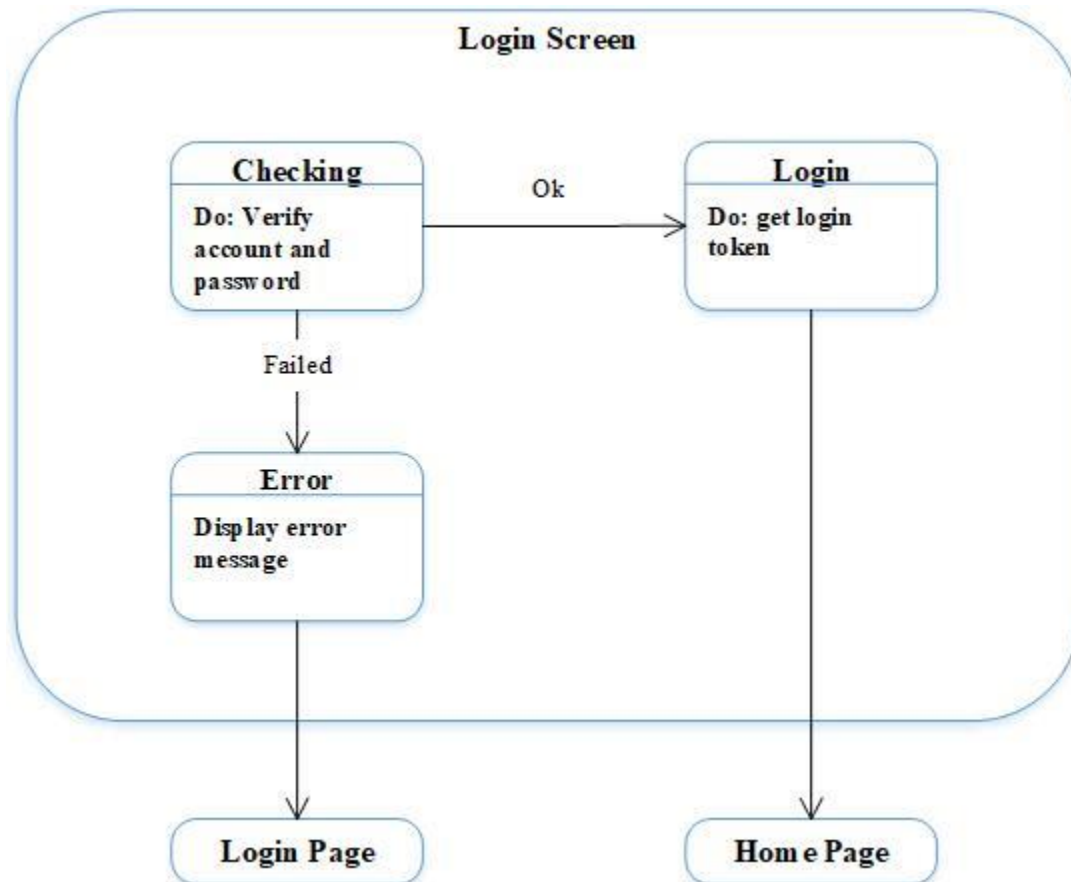 Login Screen
Checking
Do: Verify
account and
password
Ok
Login
Do: get login
token
Failed
Error
Display error
message
Login Page
Home Page